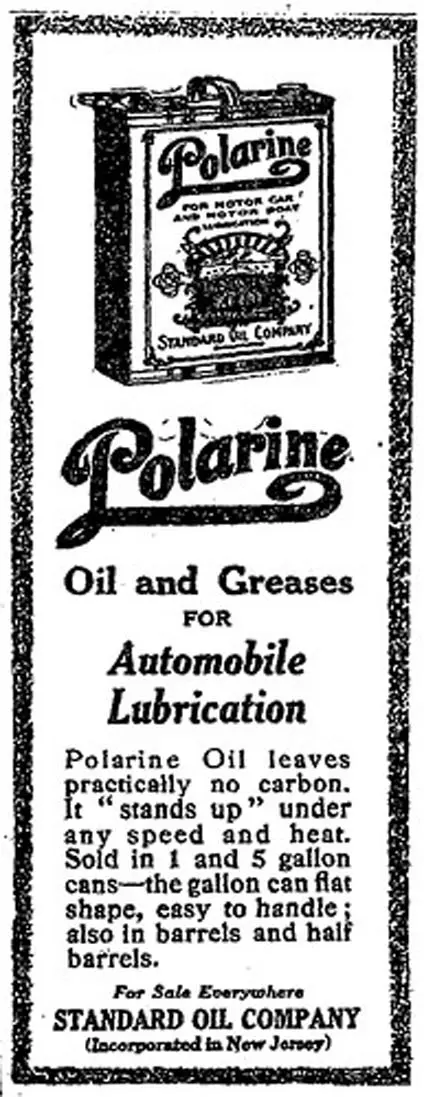 Polarine
FOR MOTOR CAR
AND MOTOR BOAT
LUBRICATION
STANDARD OIL COMPANY
Polarine
Oil and Greases
FOR
Automobile
Lubrication
Polarine Oil leaves
practically no carbon.
It "stands up" under
any speed and heat.
Sold in 1 and 5 gallon
cans—the gallon can flat
shape, easy to handle;
also in barrels and half
barrels.
For Sale Everywhere
STANDARD OIL COMPANY
(Incorporated in New Jersey)